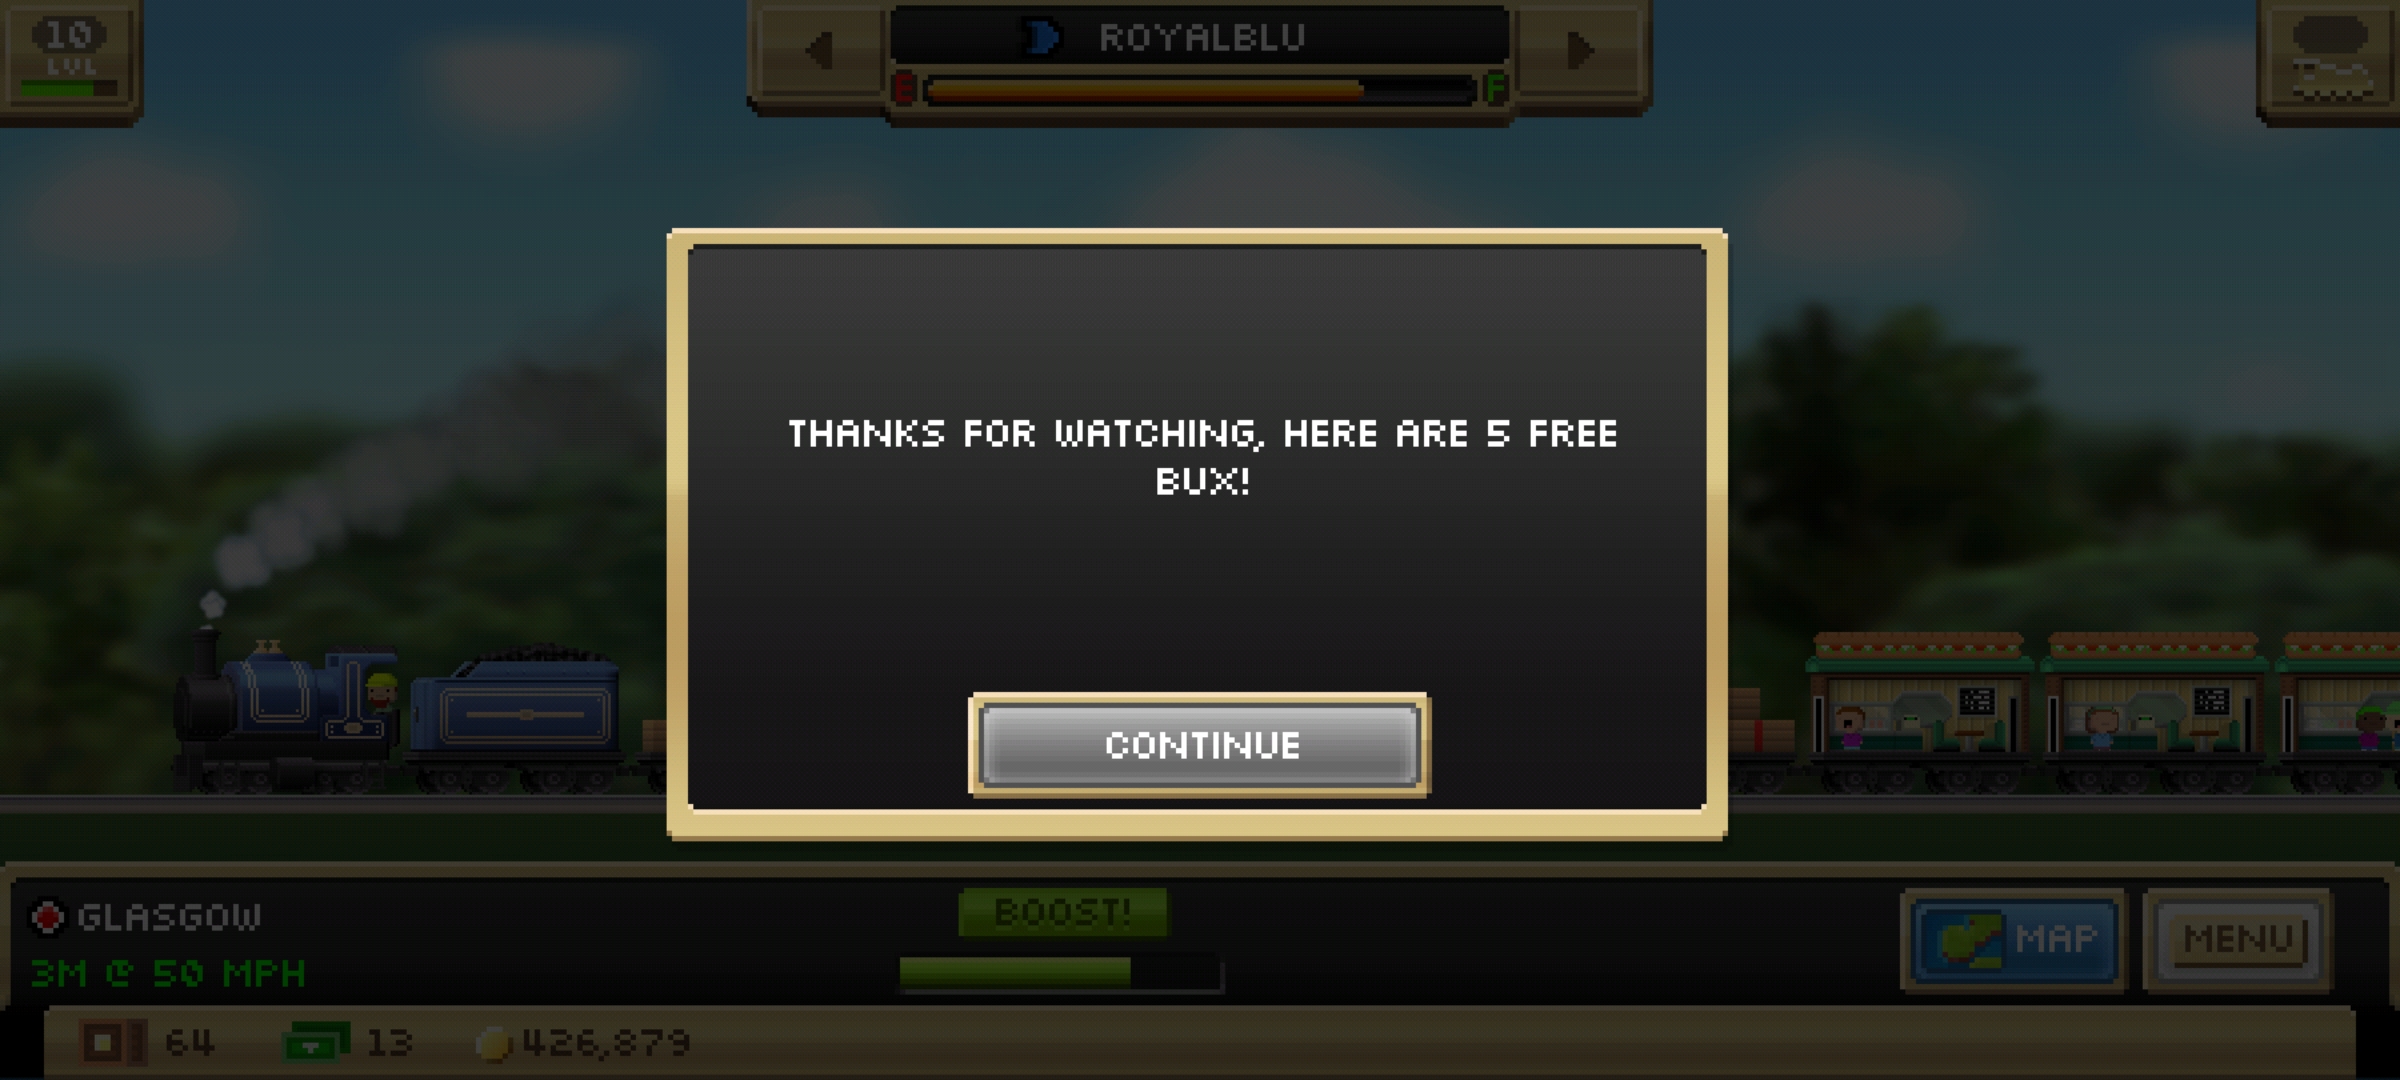 10
LVL
ROYALBLU
E F
THANKS FOR WATCHING, HERE ARE 5 FREE
BUX!
CONTINUE
GLASGOW
3M @ 50 MPH
BOOST!
MAP
MENU
64
13
426,879